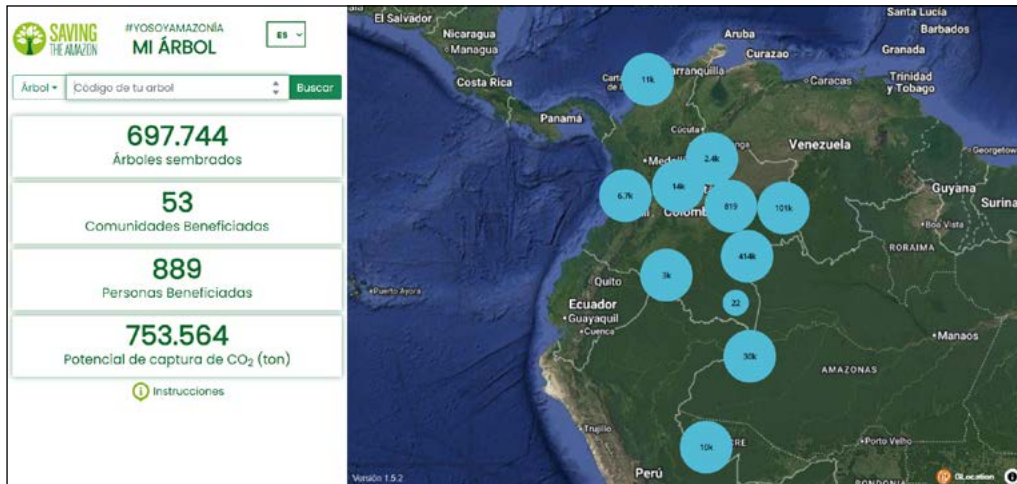 SAVING
THE AMAZON
#YOSOYAMAZONÍA
MI ÁRBOL
ES
Árbol
Código de tu arbol
Buscar
697.744
Árboles sembrados
53
Comunidades Beneficiadas
889
Personas Beneficiadas
753.564
Potencial de captura de CO₂ (ton)
Instrucciones
El Salvador
Nicaragua
Managua
Costa Rica
Panamá
Santa Lucía
Barbados
Granada
Aruba
Curazao
Trinidad
y Tobago
Caracas
11k
Cúcuta
Venezuela
2.4k
14k
6.7k
819
101k
Georgetow
Guyana
Surina
Boa Vista
RORAIMA
414k
3k
22
Quito
Puerto Ayora
Ecuador
Guayaquil
Cuenca
Manaos
30k
AMAZONAS
Trujillo
10k
CRE
Porto Velho
Perú
RONDONIA
Versión 1.5.2
GLocation